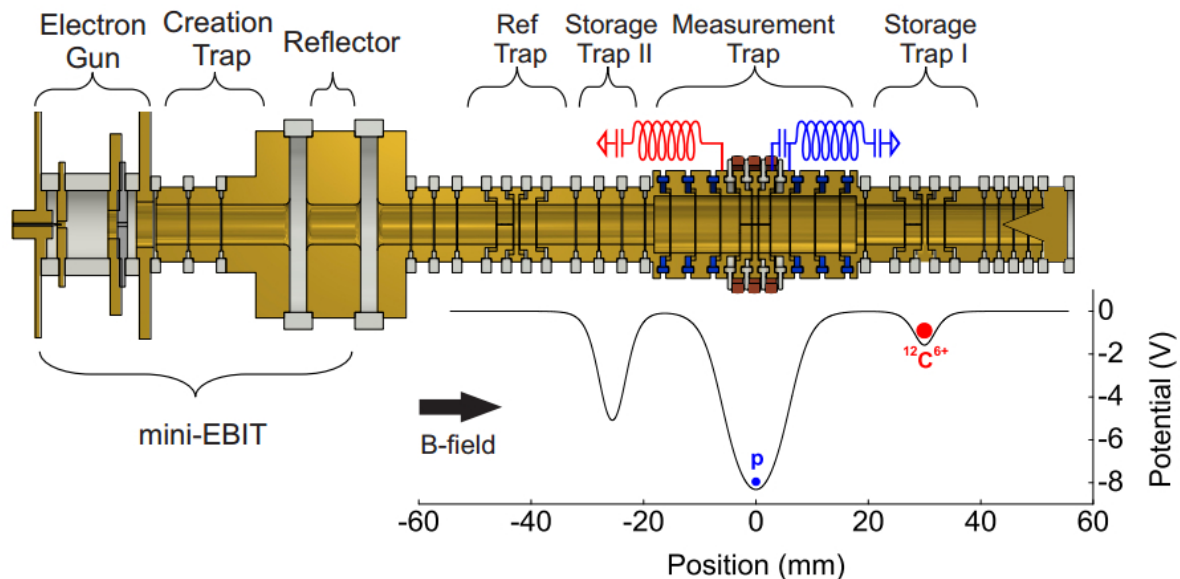 Electron
Gun
Creation
Trap
Reflector
Ref
Trap
Storage
Trap II
Measurement
Trap
Storage
Trap I
mini-EBIT
B-field
p
¹²C⁶⁺
0
-2
-4
-6
-8
Potential (V)
-60 -40 -20 0 20 40 60
Position (mm)